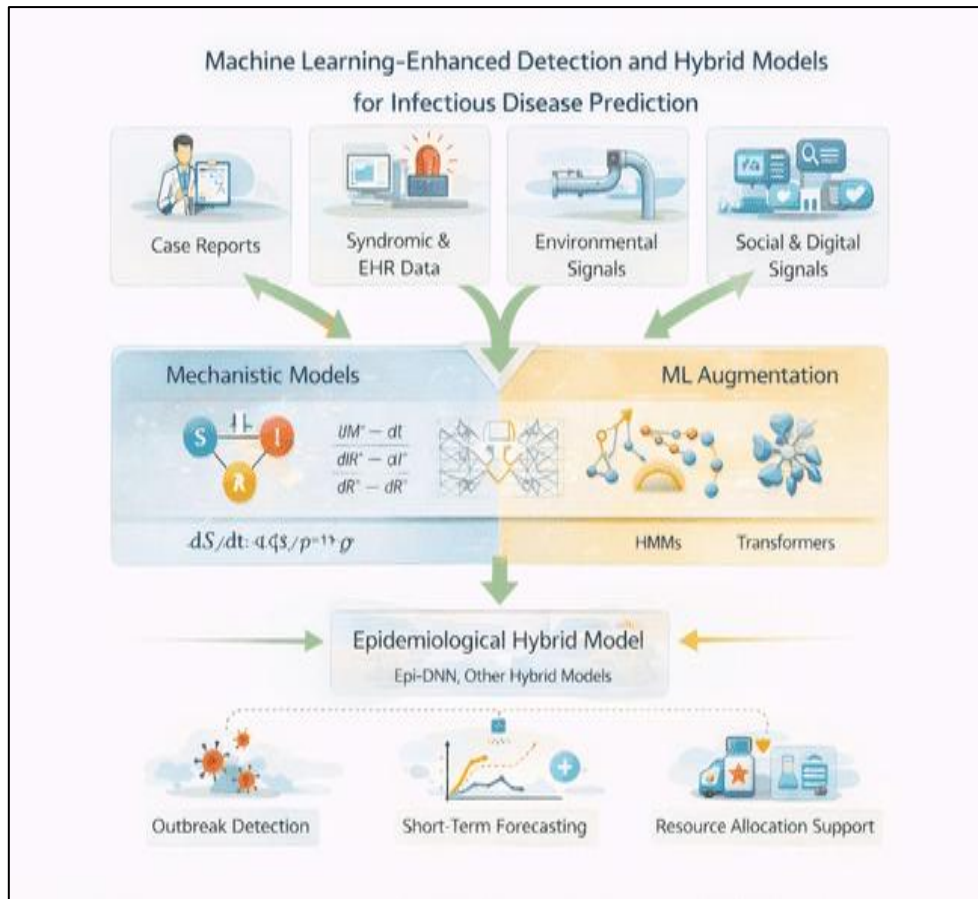 Machine Learning-Enhanced Detection and Hybrid Models
for Infectious Disease Prediction
Case Reports
Syndromic &
EHR Data
Environmental
Signals
Social & Digital
Signals
Mechanistic Models
ML Augmentation
S
I
R
dS/dt:
HMMs
Transformers
Epidemiological Hybrid Model
Epi-DNN, Other Hybrid Models
Outbreak Detection
Short-Term Forecasting
Resource Allocation Support